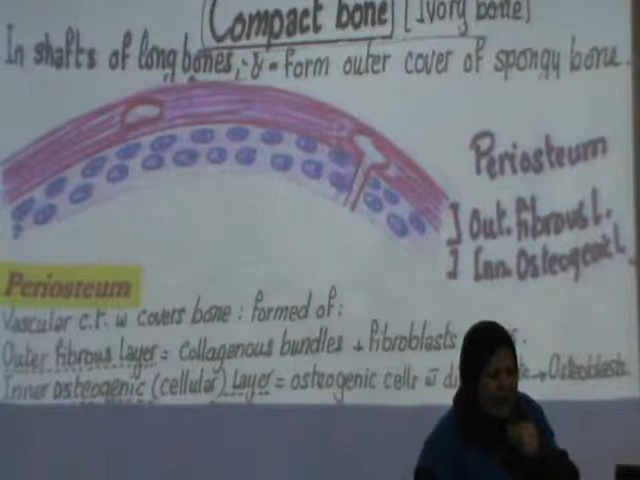 Compact bone [Ivory bone]
In shafts of long bones, & form outer cover of spongy bone.
Periosteum
] Out. fibrous l.
] Inn. Osteogenic l.
Periosteum
Vascular c.t. w covers bone : formed of:
Outer fibrous layer = collagenous bundles + fibroblasts
Inner osteogenic (cellular) layer = osteogenic cells w → Osteoblasts